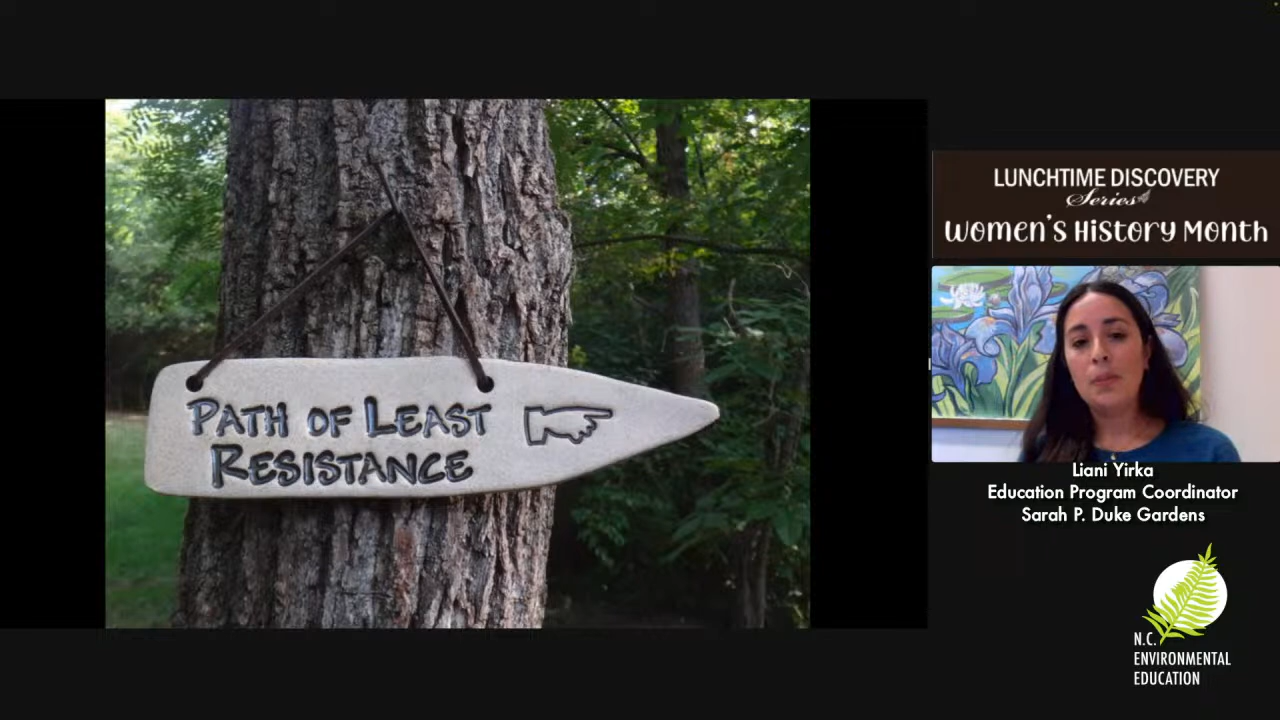 PATH OF LEAST
RESISTANCE
LUNCHTIME DISCOVERY
Series
Women's History Month
Liani Yirka
Education Program Coordinator
Sarah P. Duke Gardens
N.C.
ENVIRONMENTAL
EDUCATION